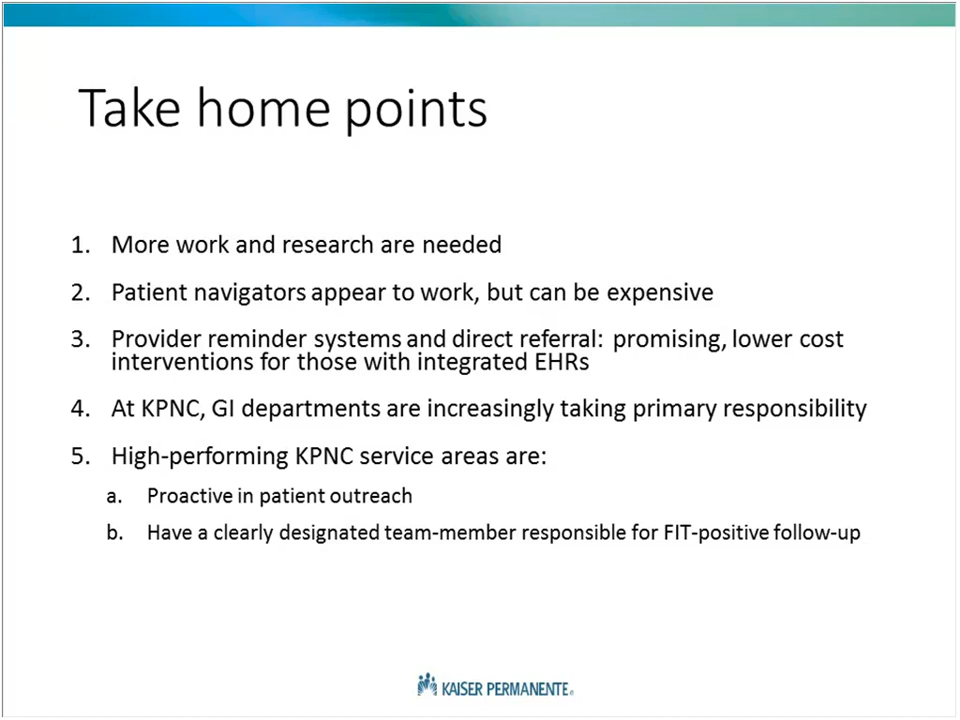 Take home points
1. More work and research are needed
2. Patient navigators appear to work, but can be expensive
3. Provider reminder systems and direct referral: promising, lower cost
interventions for those with integrated EHRs
4. At KPNC, GI departments are increasingly taking primary responsibility
5. High-performing KPNC service areas are:
a. Proactive in patient outreach
b. Have a clearly designated team-member responsible for FIT-positive follow-up
KAISER PERMANENTE®